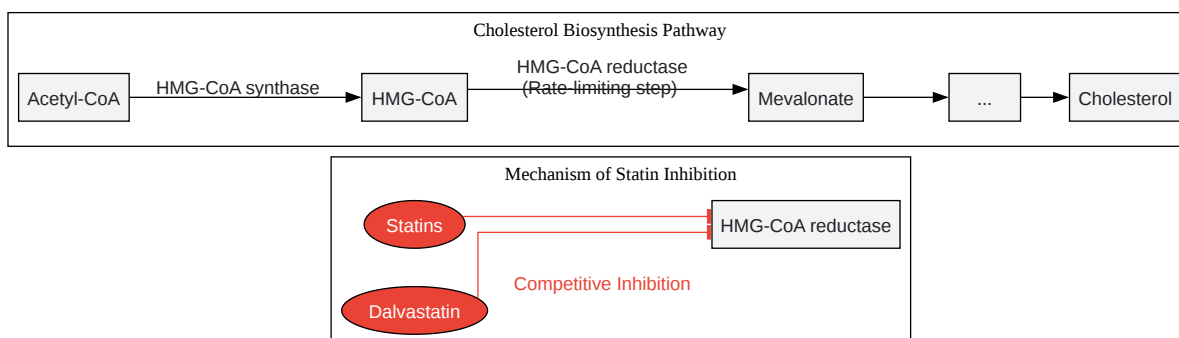 Cholesterol Biosynthesis Pathway
Acetyl-CoA
HMG-CoA synthase
HMG-CoA
HMG-CoA reductase
(Rate-limiting step)
Mevalonate
...
Cholesterol
Mechanism of Statin Inhibition
Statins
HMG-CoA reductase
Competitive Inhibition
Dalvastatin